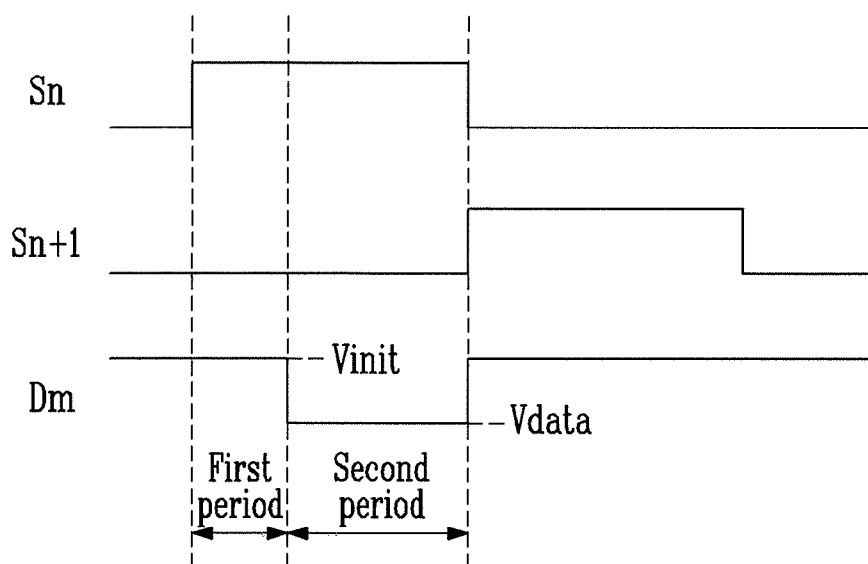 Sn
Sn+1
Vinit
Dm
Vdata
First
period
Second
period